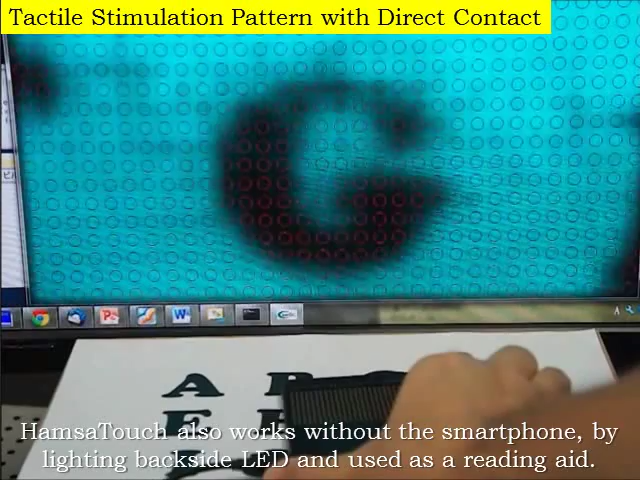 Tactile Stimulation Pattern with Direct Contact
G
A
HamsaTouch also works without the smartphone, by
lighting backside LED and used as a reading aid.